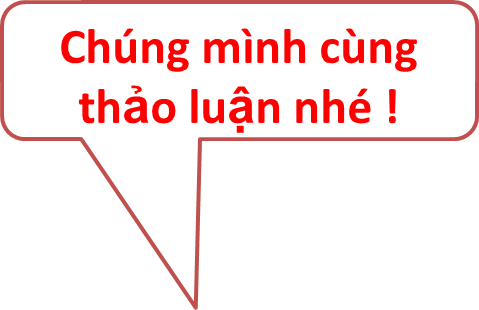 Chúng mình cùng
thảo luận nhé !